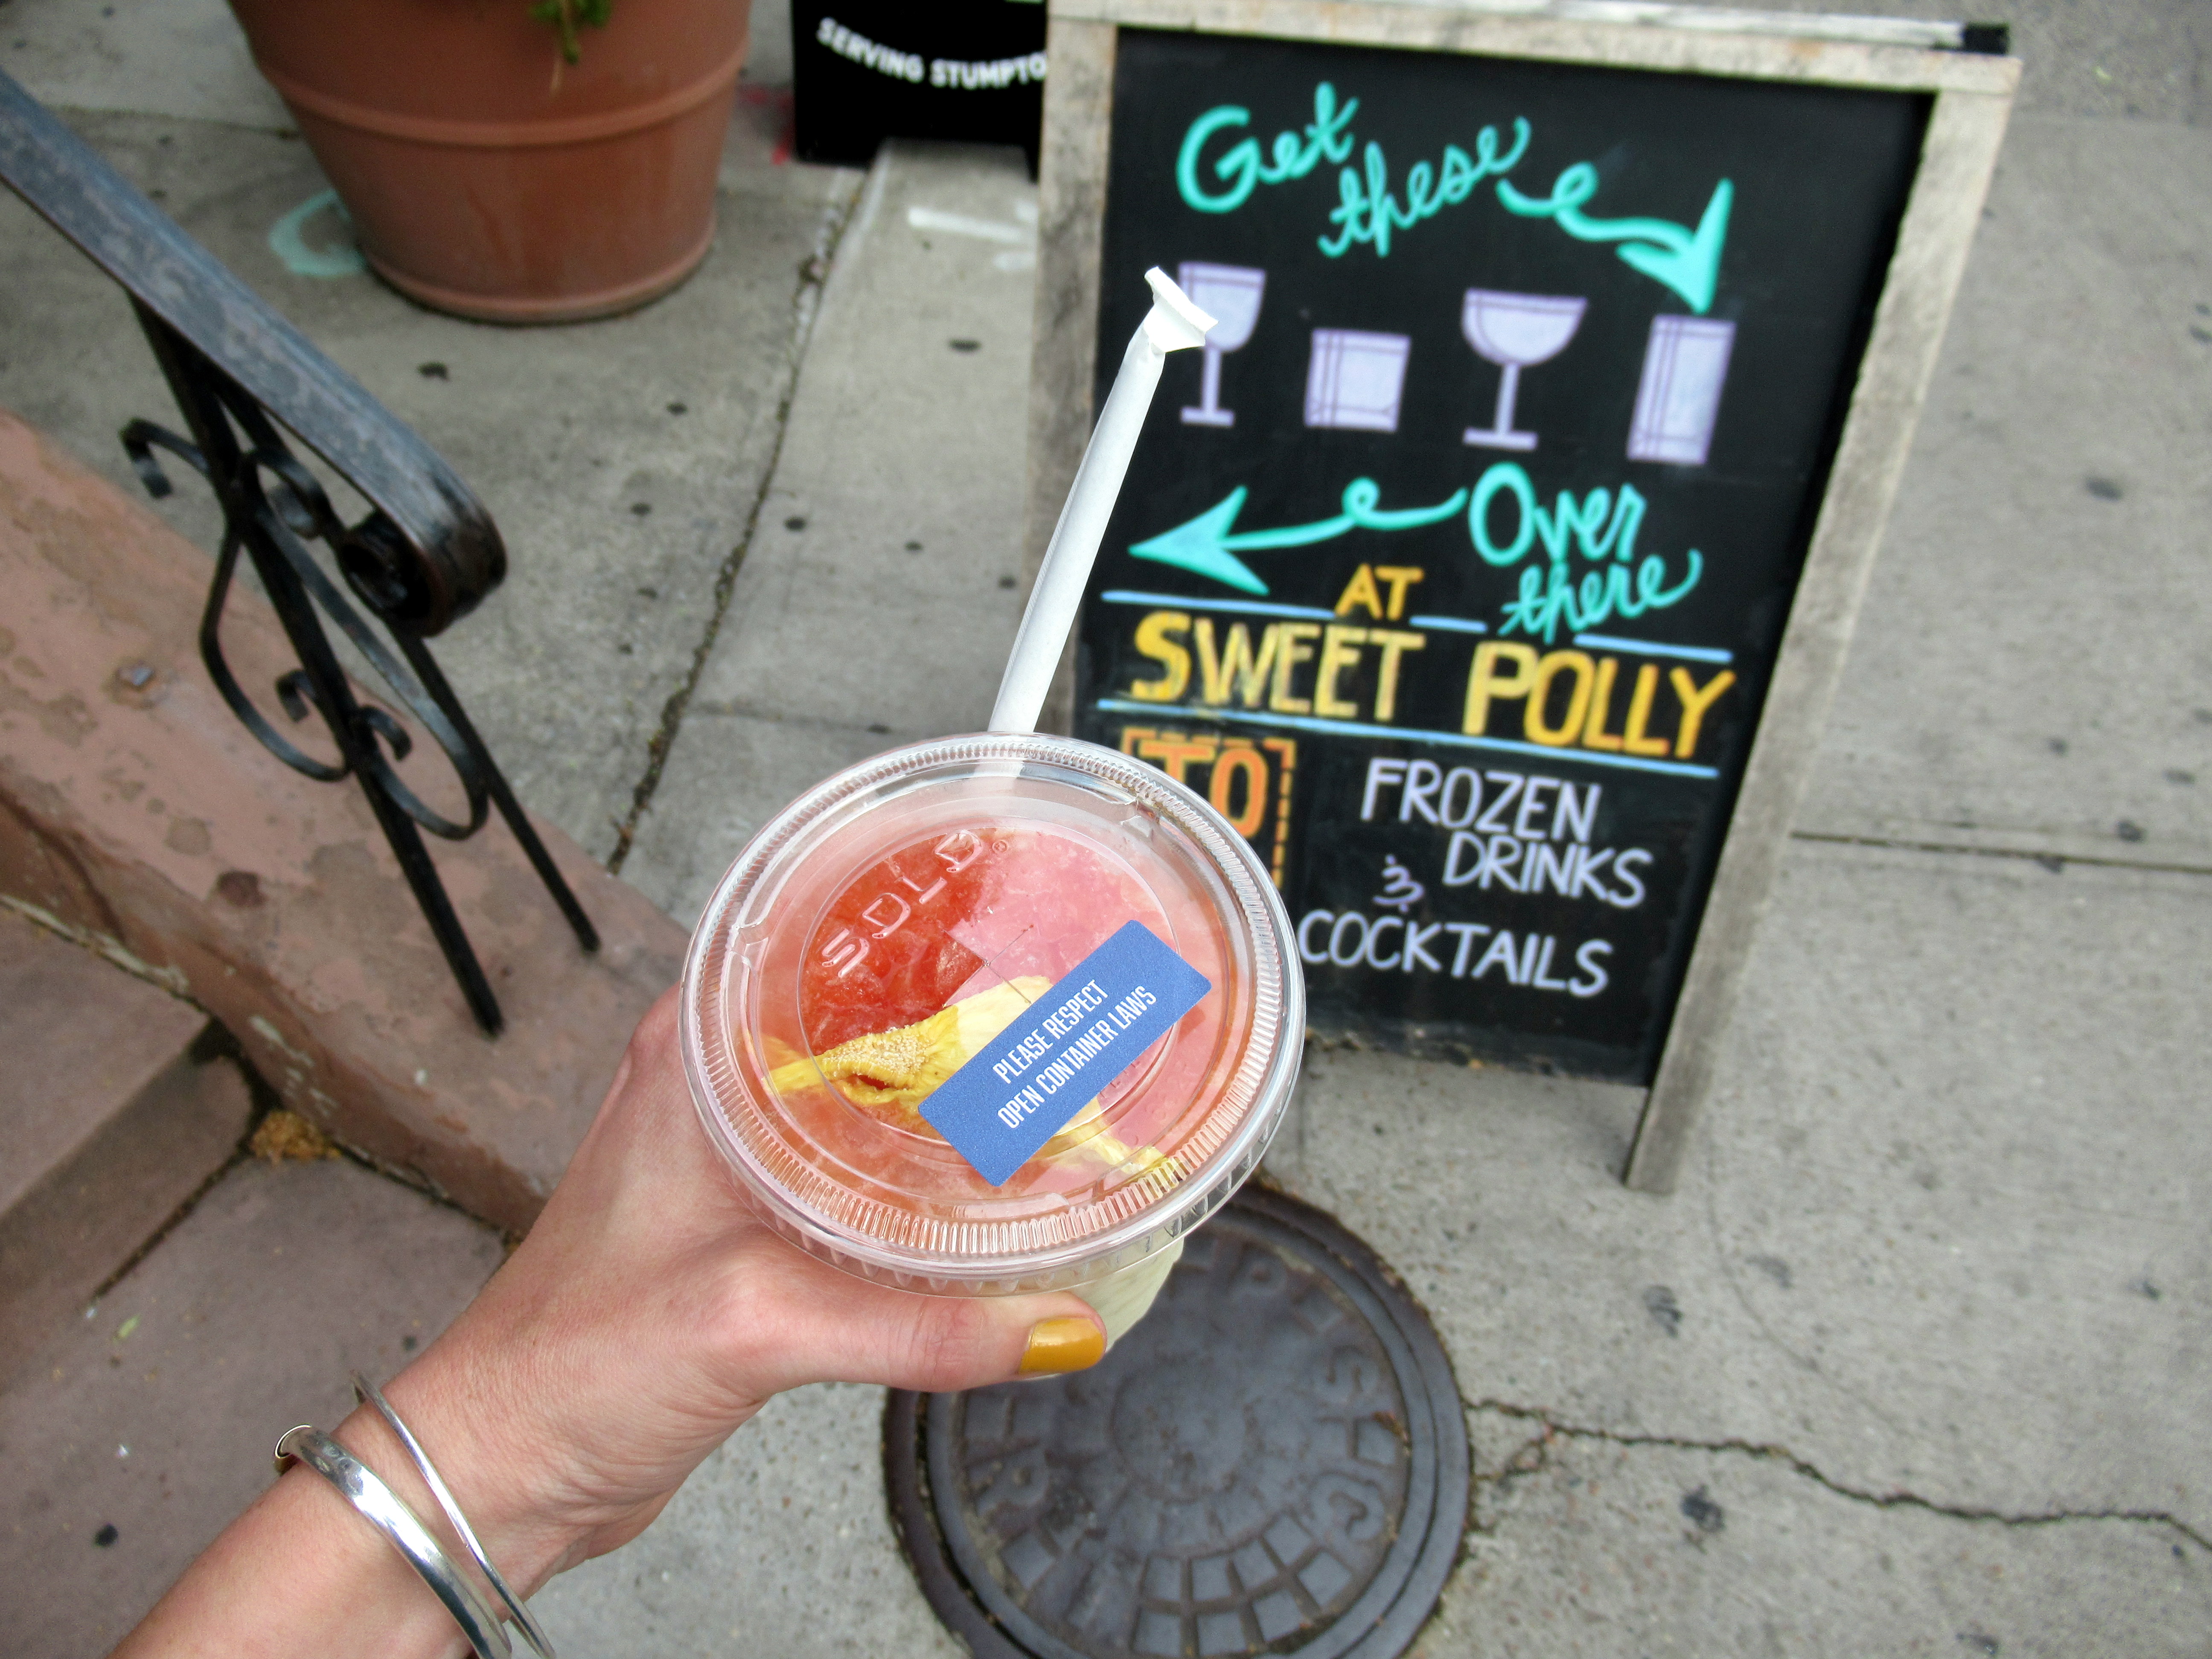 SERVING STUMPTO
Get
these
Over
there
AT
SWEET POLLY
TO
FROZEN
DRINKS
&
COCKTAILS
SOLO®
PLEASE RESPECT
OPEN CONTAINER LAWS